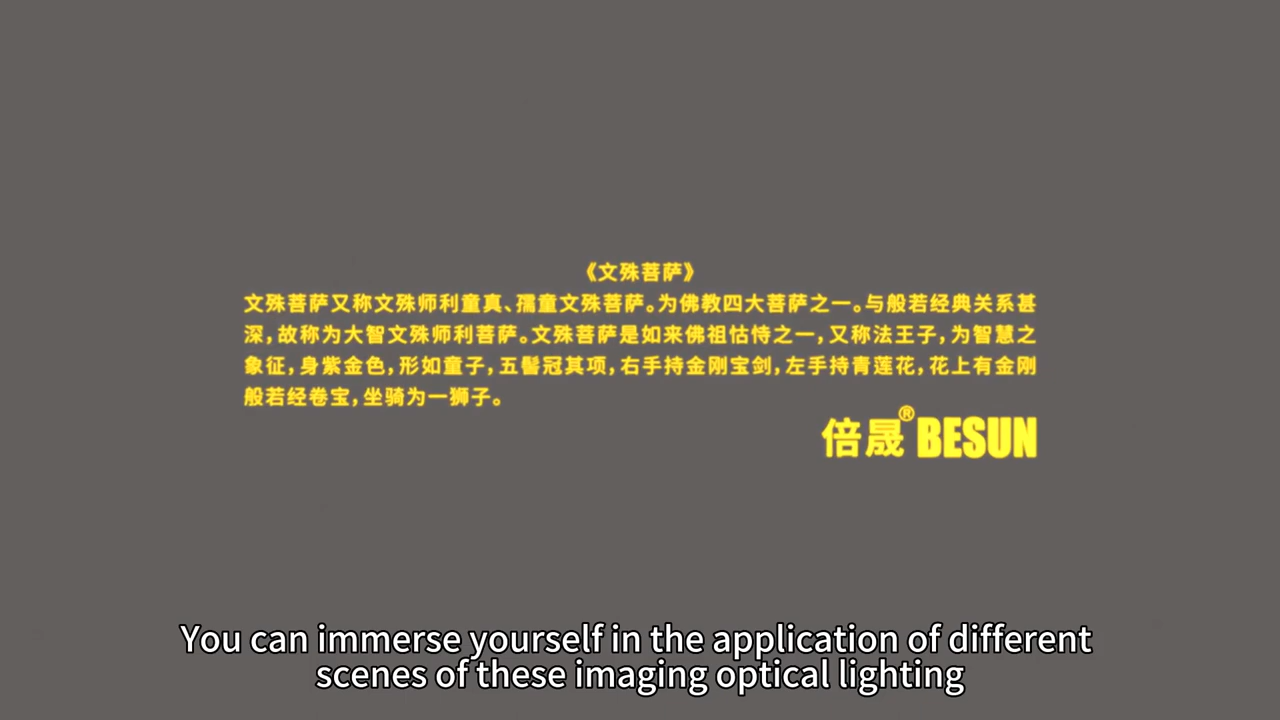 《文殊菩萨》
文殊菩萨又称文殊师利童真、孺童文殊菩萨。为佛教四大菩萨之一。与般若经典关系甚
深，故称为大智文殊师利菩萨。文殊菩萨是如来佛祖怙恃之一，又称法王子，为智慧之
象征，身紫金色，形如童子，五髻冠其项，右手持金刚宝剑，左手持青莲花，花上有金刚
般若经卷宝，坐骑为一狮子。
倍晟® BESUN
You can immerse yourself in the application of different
scenes of these imaging optical lighting